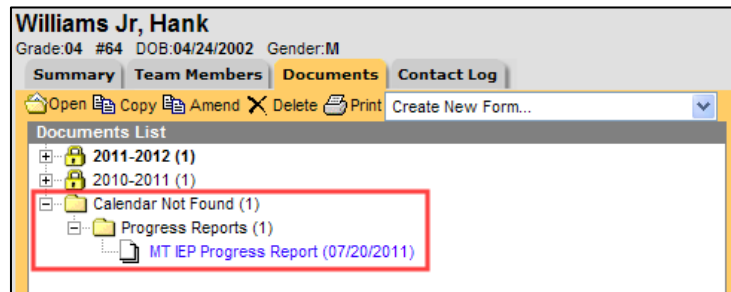 Williams Jr, Hank
Grade:04 #64 DOB:04/24/2002 Gender:M
Summary Team Members Documents Contact Log
Open Copy Amend Delete Print Create New Form...
Documents List
2011-2012 (1)
2010-2011 (1)
Calendar Not Found (1)
Progress Reports (1)
MT IEP Progress Report (07/20/2011)